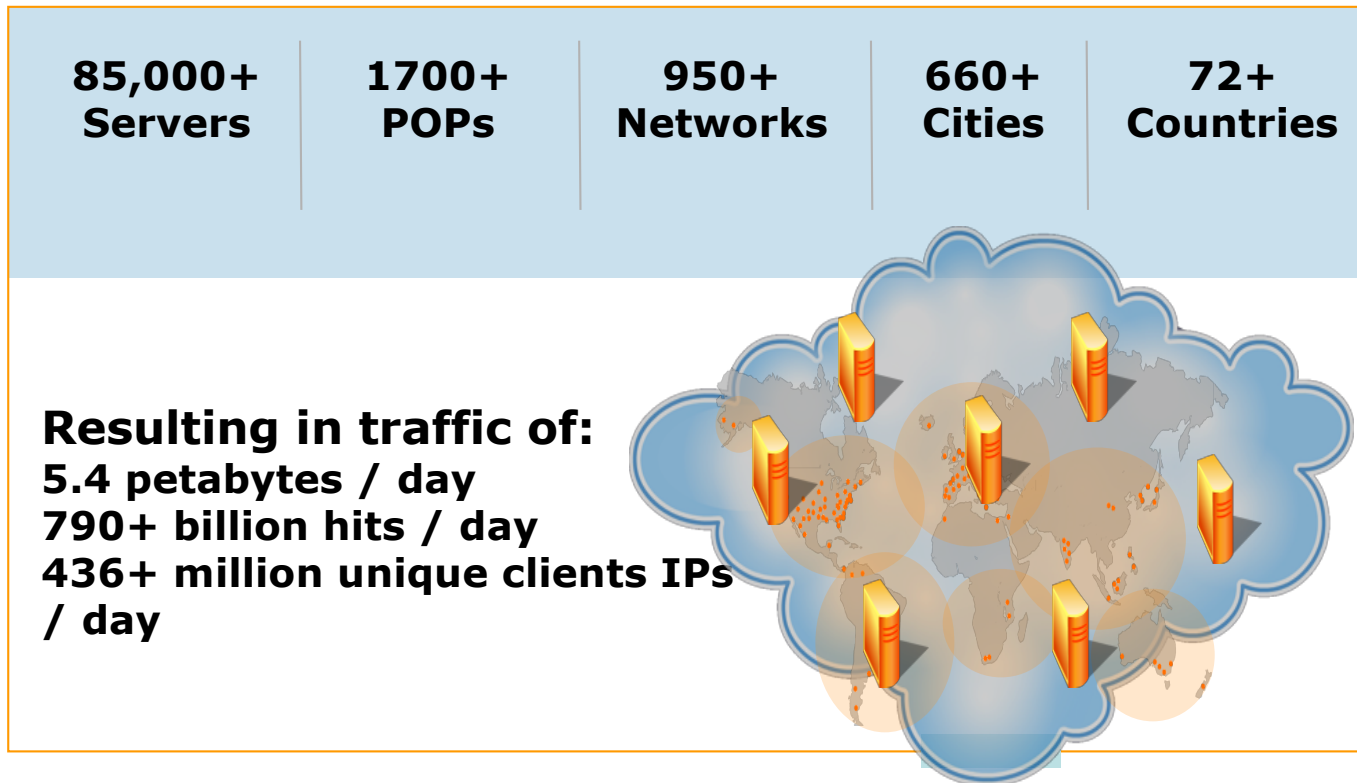 85,000+
Servers
1700+
POPs
950+
Networks
660+
Cities
72+
Countries
Resulting in traffic of:
5.4 petabytes / day
790+ billion hits / day
436+ million unique clients IPs
/ day